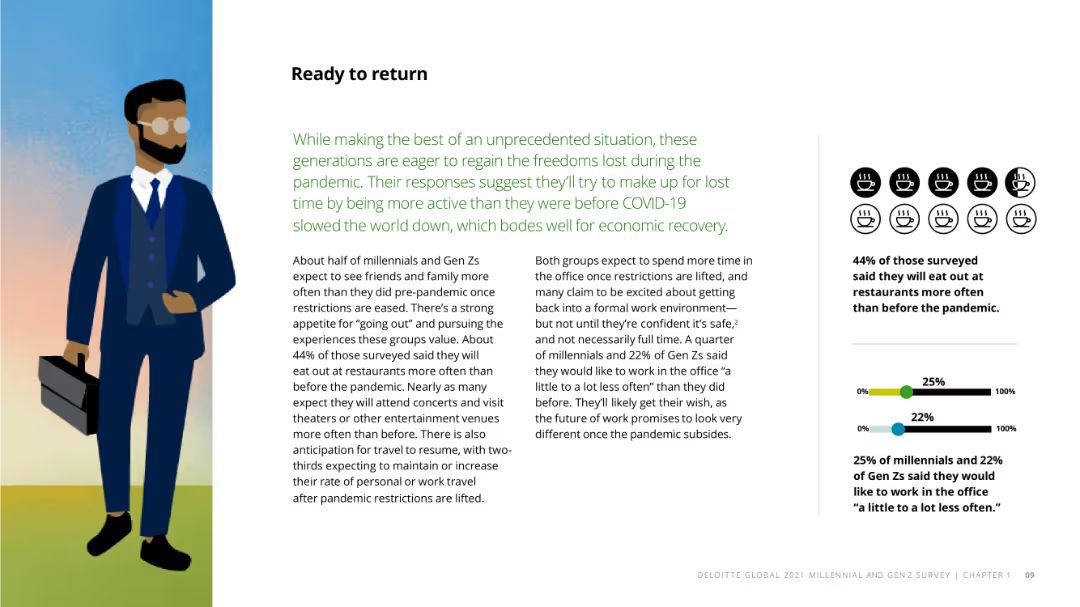 Ready to return
While making the best of an unprecedented situation, these
generations are eager to regain the freedoms lost during the
pandemic. Their responses suggest they’ll try to make up for lost
time by being more active than they were before COVID-19
slowed the world down, which bodes well for economic recovery.
About half of millennials and Gen Zs
expect to see friends and family more
often than they did pre-pandemic once
restrictions are eased. There’s a strong
appetite for “going out” and pursuing the
experiences these groups value. About
44% of those surveyed said they will
eat out at restaurants more often than
before the pandemic. Nearly as many
expect they will attend concerts and visit
theaters or other entertainment venues
more often than before. There is also
anticipation for travel to resume, with two-
thirds expecting to maintain or increase
their rate of personal or work travel
after pandemic restrictions are lifted.
Both groups expect to spend more time in
the office once restrictions are lifted, and
many claim to be excited about getting
back into a formal work environment—
but not until they’re confident it’s safe,²
and not necessarily full time. A quarter
of millennials and 22% of Gen Zs said
they would like to work in the office “a
little to a lot less often” than they did
before. They’ll likely get their wish, as
the future of work promises to look very
different once the pandemic subsides.
44% of those surveyed
said they will eat out at
restaurants more often
than before the pandemic.
25%
0% 100%
22%
0% 100%
25% of millennials and 22%
of Gen Zs said they would
like to work in the office
“a little to a lot less often.”
DELOITTE GLOBAL 2021 MILLENNIAL AND GEN Z SURVEY | CHAPTER 1 09